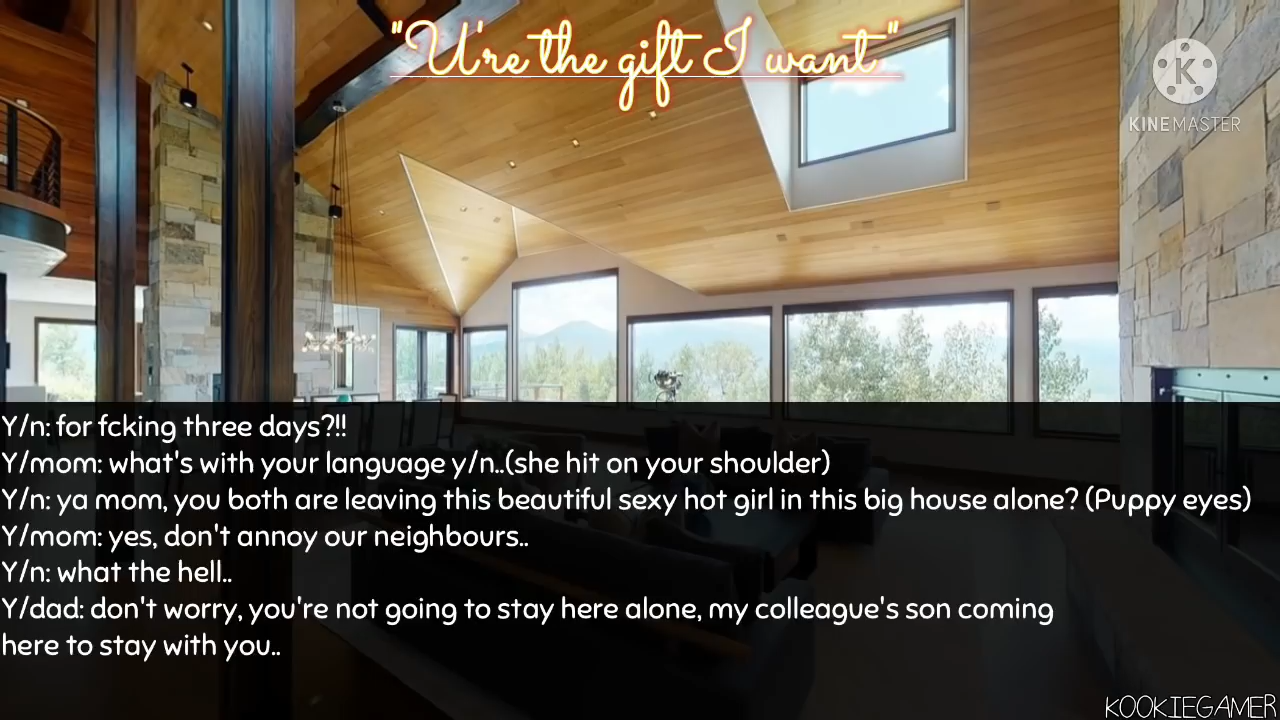 "U're the gift I want"
KINEMASTER
Y/n: for fcking three days?!!
Y/mom: what's with your language y/n..(she hit on your shoulder)
Y/n: ya mom, you both are leaving this beautiful sexy hot girl in this big house alone? (Puppy eyes)
Y/mom: yes, don't annoy our neighbours..
Y/n: what the hell..
Y/dad: don't worry, you're not going to stay here alone, my colleague's son coming
here to stay with you..
KOOKIEGAMER